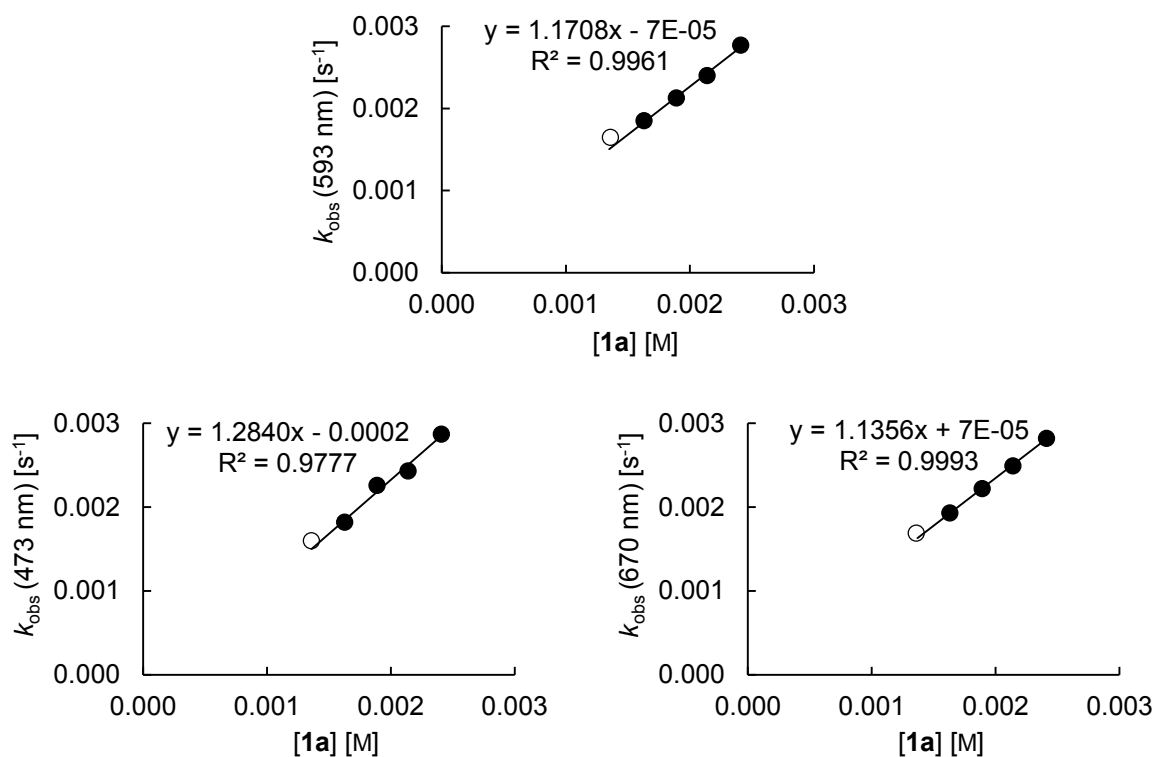 y = 1.1708x - 7E-05
R² = 0.9961
0.003
0.002
0.001
0.000
k_obs (593 nm) [s⁻¹]
0.000 0.001 0.002 0.003
[1a] [M]
y = 1.2840x - 0.0002
R² = 0.9777
0.003
0.002
0.001
0.000
k_obs (473 nm) [s⁻¹]
0.000 0.001 0.002 0.003
[1a] [M]
y = 1.1356x + 7E-05
R² = 0.9993
0.003
0.002
0.001
0.000
k_obs (670 nm) [s⁻¹]
0.000 0.001 0.002 0.003
[1a] [M]